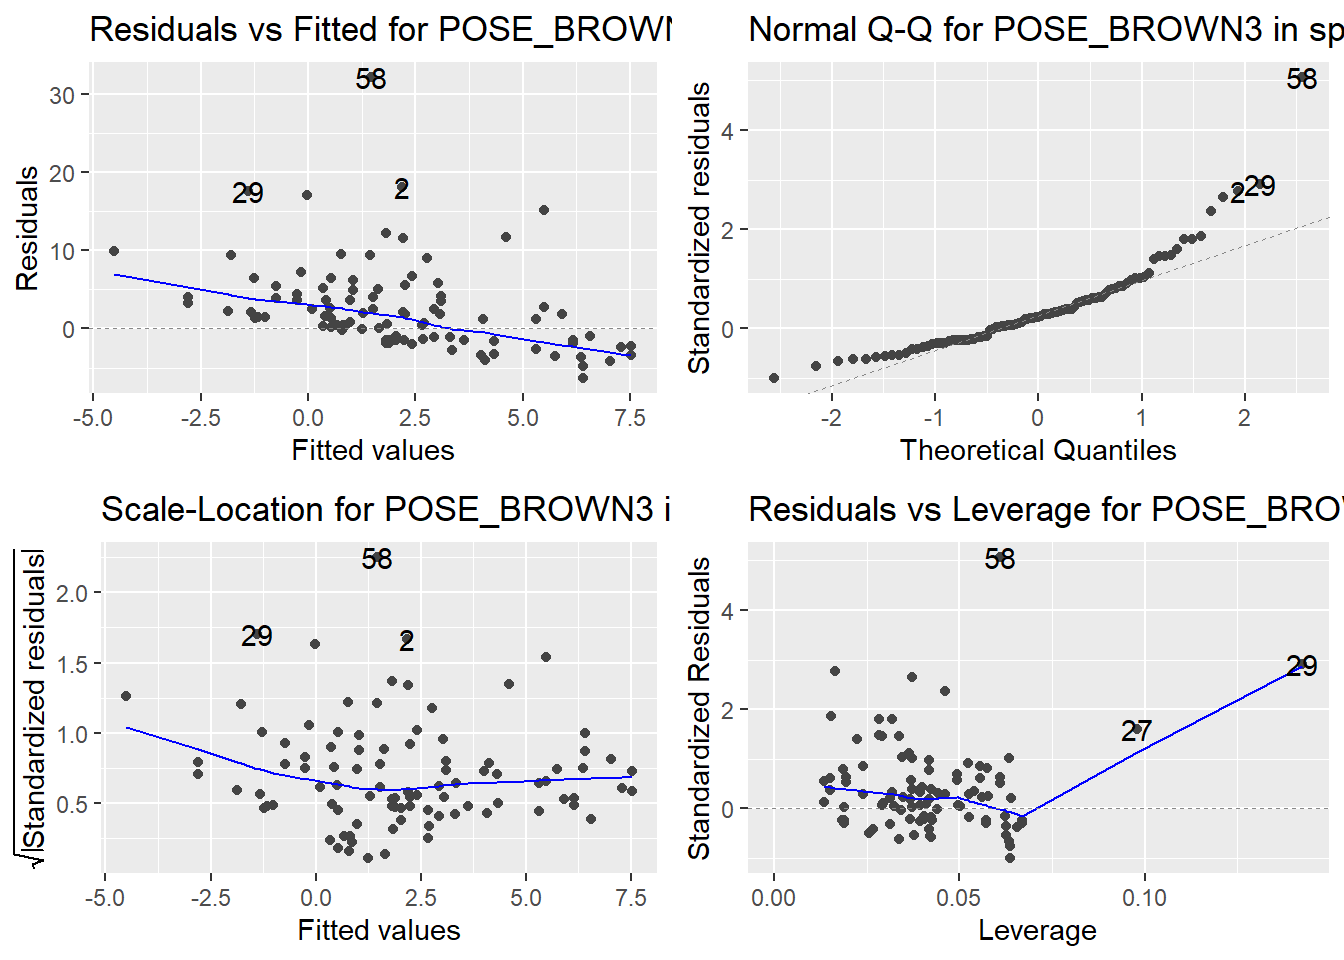 Residuals vs Fitted for POSE_BROWN
58
30
29
2
20
10
0
Residuals
-5.0 -2.5 0.0 2.5 5.0 7.5
Fitted values
Normal Q-Q for POSE_BROWN3 in sp
58
4
2 29
2
0
Standardized residuals
-2 -1 0 1 2
Theoretical Quantiles
Scale-Location for POSE_BROWN3 i
58
2.0
29
2
1.5
1.0
0.5
√|Standardized residuals|
-5.0 -2.5 0.0 2.5 5.0 7.5
Fitted values
Residuals vs Leverage for POSE_BRO
58
4
29
2
27
0
Standardized Residuals
0.00 0.05 0.10
Leverage